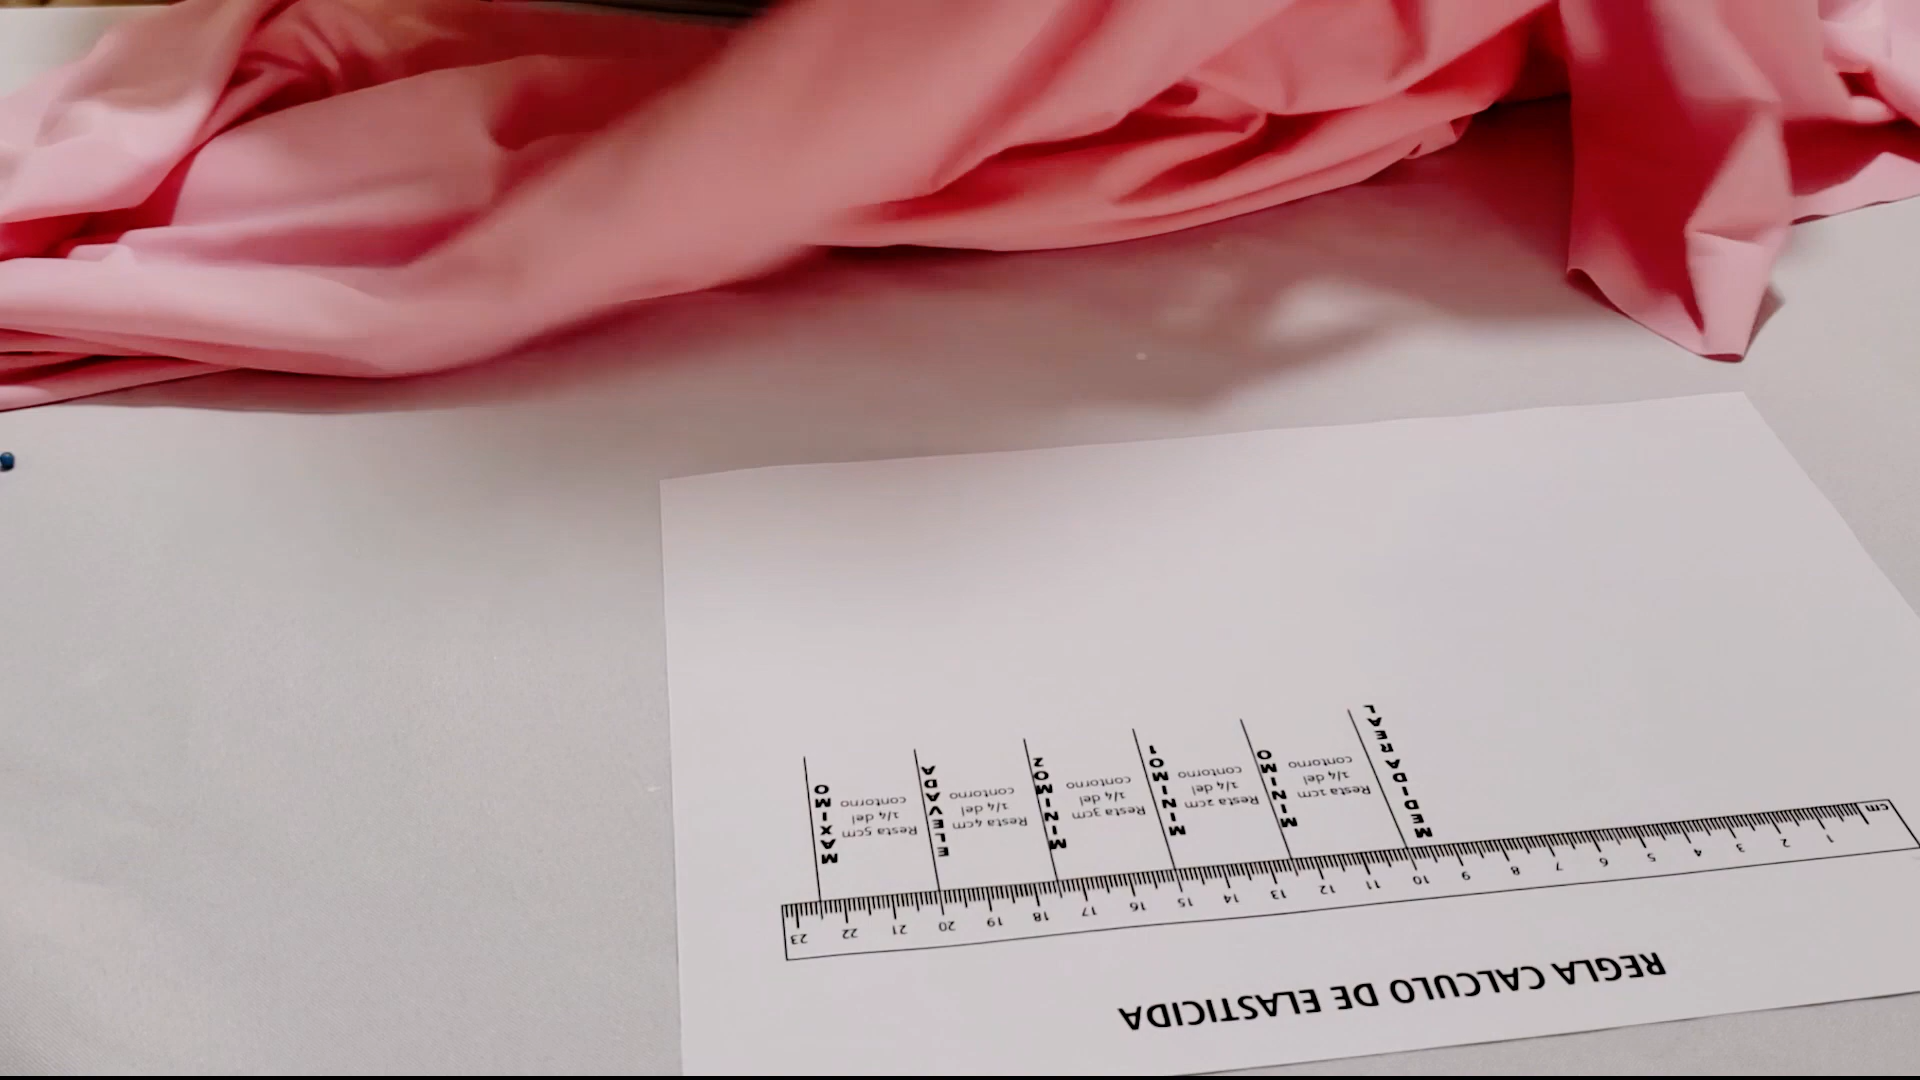 REGLA CALCULO DE ELASTICIDA
cm 1 2 3 4 5 6 7 8 9 10 11 12 13 14 15 16 17 18 19 20 21 22 23
MEDIDA REAL
Resta 1cm
1/4 del
contorno
MINIMO
Resta 2cm
1/4 del
contorno
MINIMO1
Resta 3cm
1/4 del
contorno
MINIMO2
Resta 4cm
1/4 del
contorno
ELEVADA
Resta 5cm
1/4 del
contorno
MAXIMO